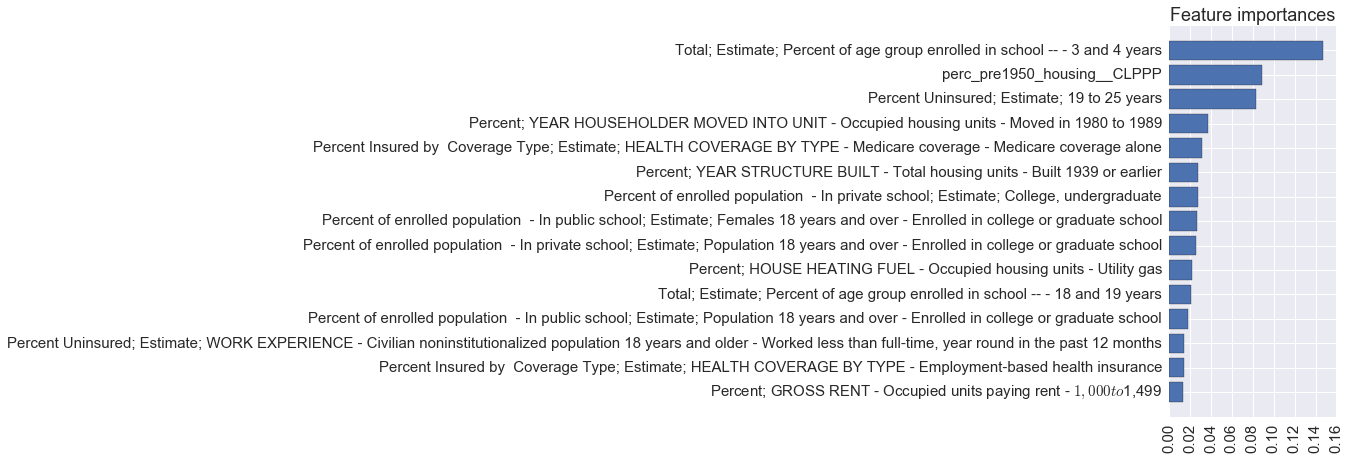 Feature importances
Total; Estimate; Percent of age group enrolled in school -- - 3 and 4 years
perc_pre1950_housing__CLPPP
Percent Uninsured; Estimate; 19 to 25 years
Percent; YEAR HOUSEHOLDER MOVED INTO UNIT - Occupied housing units - Moved in 1980 to 1989
Percent Insured by  Coverage Type; Estimate; HEALTH COVERAGE BY TYPE - Medicare coverage - Medicare coverage alone
Percent; YEAR STRUCTURE BUILT - Total housing units - Built 1939 or earlier
Percent of enrolled population  - In private school; Estimate; College, undergraduate
Percent of enrolled population  - In public school; Estimate; Females 18 years and over - Enrolled in college or graduate school
Percent of enrolled population  - In private school; Estimate; Population 18 years and over - Enrolled in college or graduate school
Percent; HOUSE HEATING FUEL - Occupied housing units - Utility gas
Total; Estimate; Percent of age group enrolled in school -- - 18 and 19 years
Percent of enrolled population  - In public school; Estimate; Population 18 years and over - Enrolled in college or graduate school
Percent Uninsured; Estimate; WORK EXPERIENCE - Civilian noninstitutionalized population 18 years and older - Worked less than full-time, year round in the past 12 months
Percent Insured by  Coverage Type; Estimate; HEALTH COVERAGE BY TYPE - Employment-based health insurance
Percent; GROSS RENT - Occupied units paying rent - 1,000to1,499
0.00 0.02 0.04 0.06 0.08 0.10 0.12 0.14 0.16